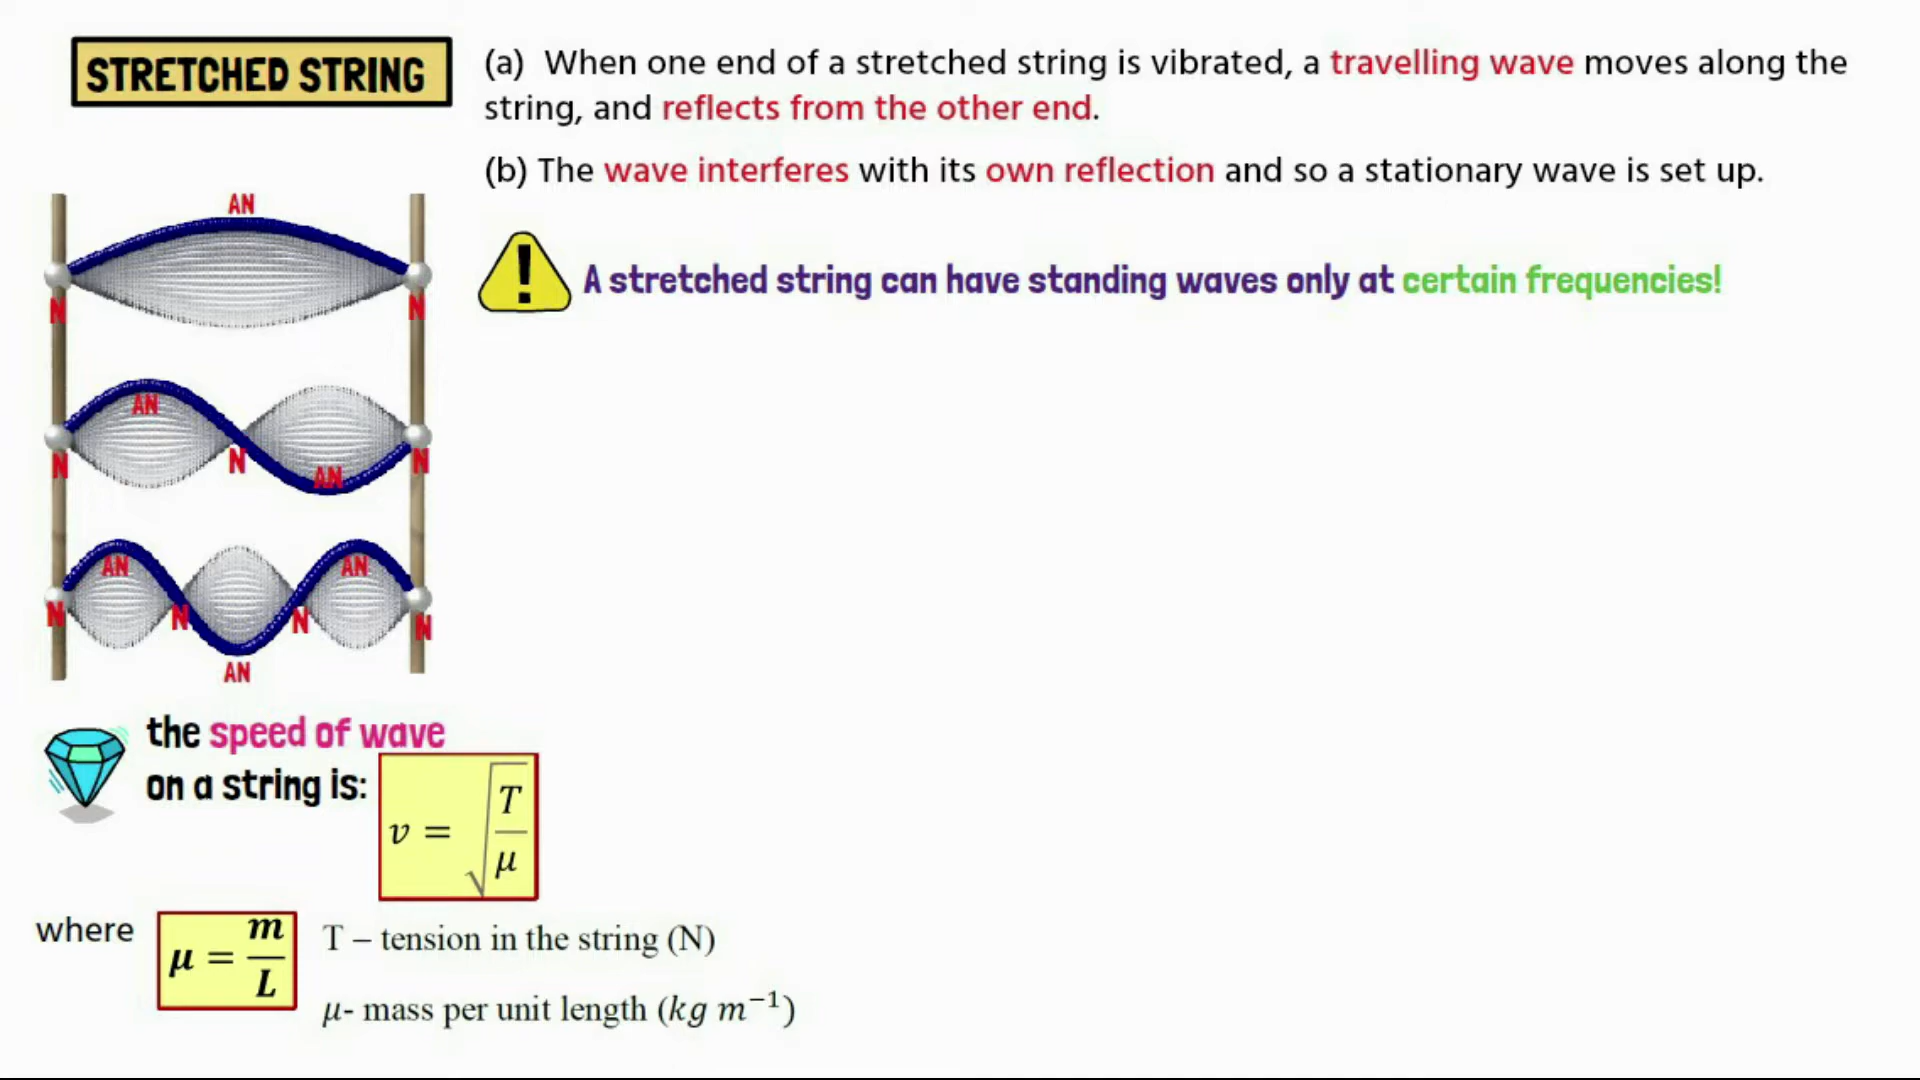 STRETCHED STRING
(a) When one end of a stretched string is vibrated, a travelling wave moves along the
string, and reflects from the other end.
(b) The wave interferes with its own reflection and so a stationary wave is set up.
! A stretched string can have standing waves only at certain frequencies!
AN
N N
AN
N N AN N
AN AN
N N N N
AN
the speed of wave
on a string is:
v = √(T/μ)
where
μ = m/L
T – tension in the string (N)
μ- mass per unit length (kg m⁻¹)